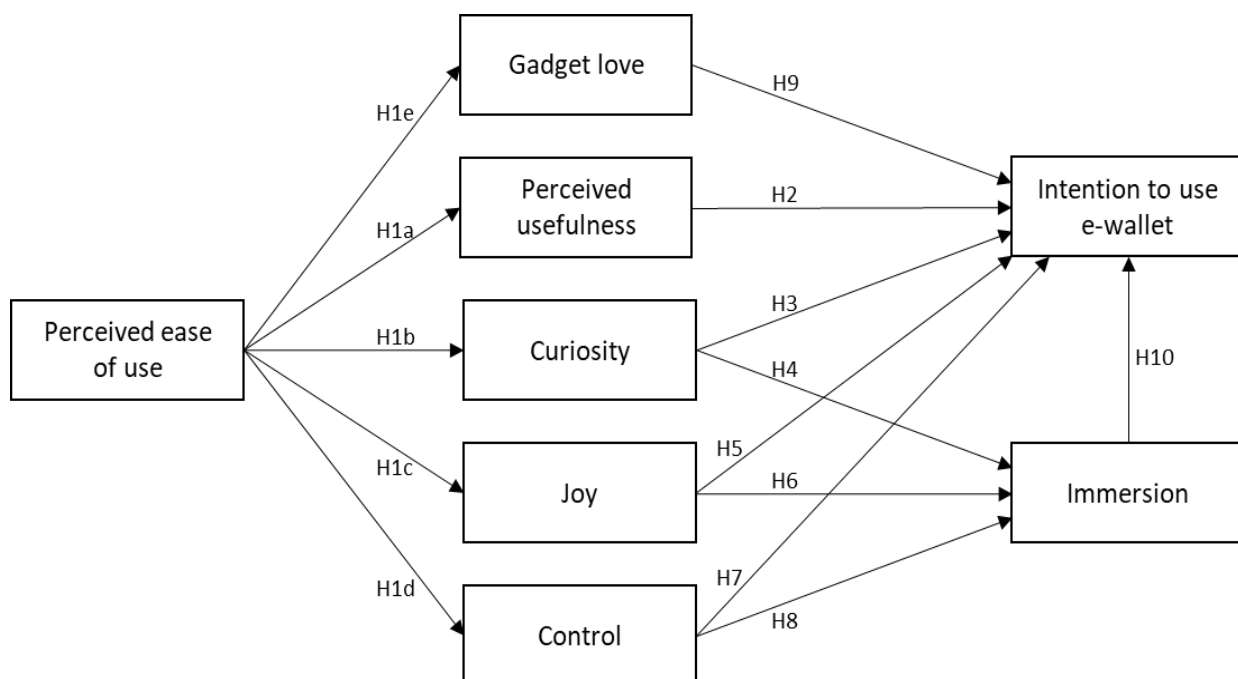 Gadget love
H9
H1e
Perceived
usefulness
H2
Intention to use
e-wallet
H1a
Perceived ease
of use
H1b
Curiosity
H3
H4
H10
H1c
Joy
H5
H6
Immersion
H1d
Control
H7
H8